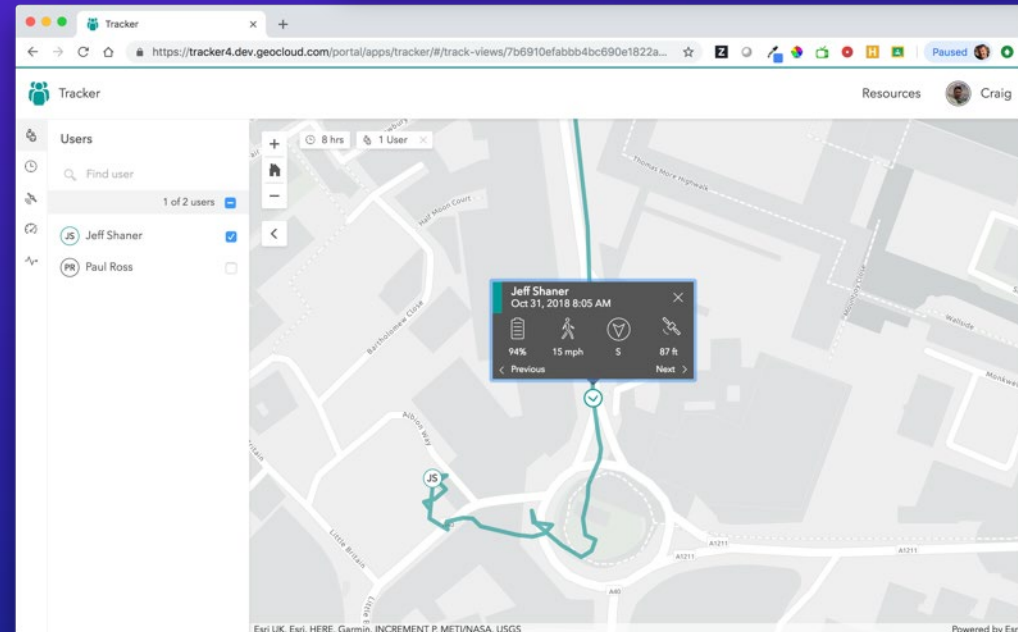 Tracker
https://tracker4.dev.geocloud.com/portal/apps/tracker/#/track-views/7b6910efabbb4bc690e1822a...
Z
H
Paused
Tracker
Resources
Craig
Users
Find user
1 of 2 users
JS Jeff Shaner
PR Paul Ross
8 hrs
1 User
Half Moon Court
Thomas More Highway
Bartholomew Close
Wallside
Jeff Shaner
Oct 31, 2018 8:05 AM
94% 15 mph S 87 ft
Previous Next
Albion Way
JS
Britain
Little Britain
A1211
A1211
A1211
A40
Esri UK, Esri, HERE, Garmin, INCREMENT P, METI/NASA, USGS
Powered by Esri